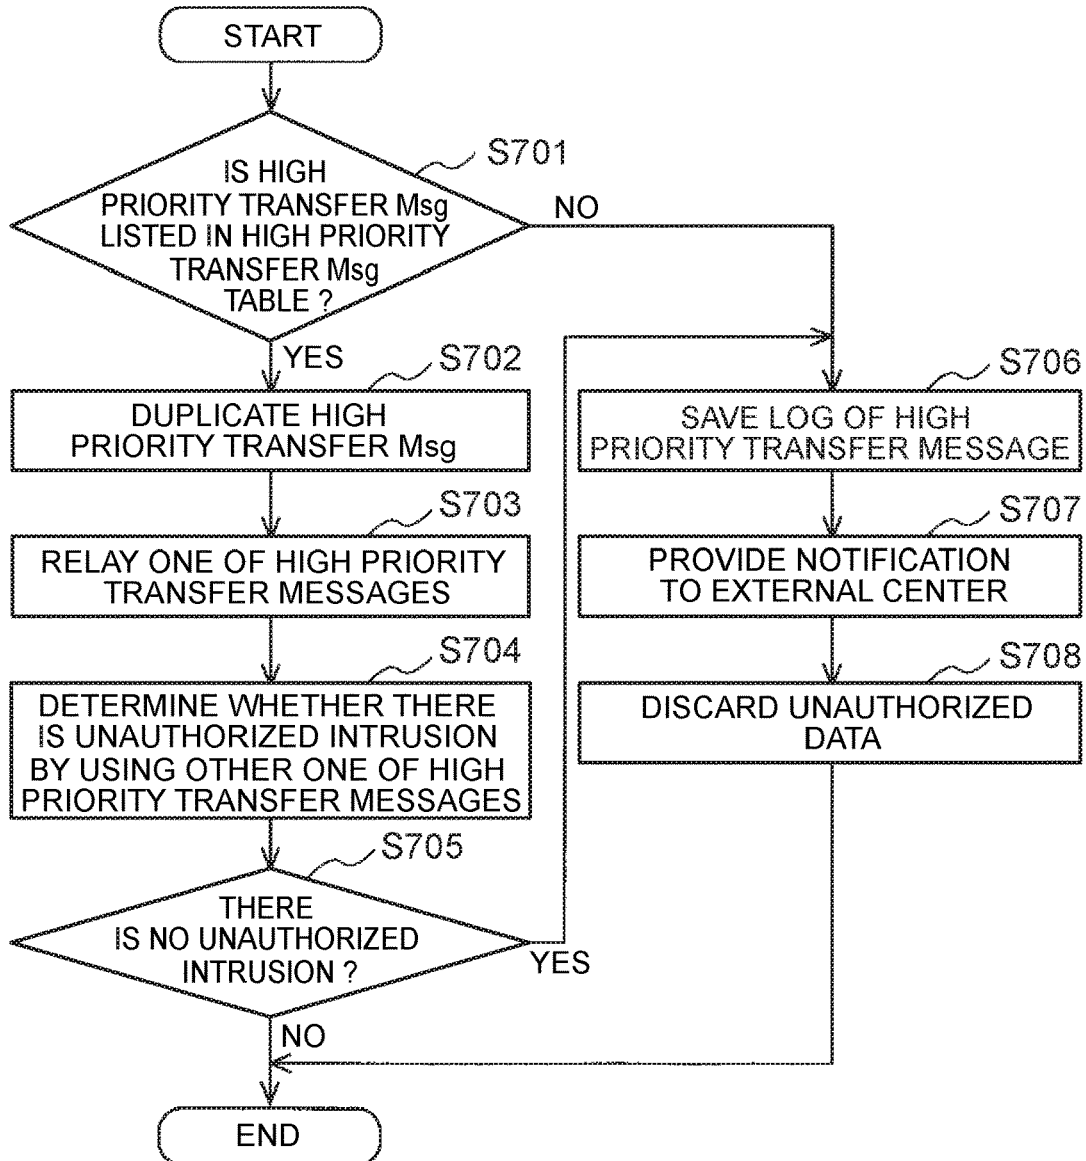 START
S701
IS HIGH
PRIORITY TRANSFER Msg
LISTED IN HIGH PRIORITY
TRANSFER Msg
TABLE ?
NO
YES
S702
DUPLICATE HIGH
PRIORITY TRANSFER Msg
S703
RELAY ONE OF HIGH PRIORITY
TRANSFER MESSAGES
S704
DETERMINE WHETHER THERE
IS UNAUTHORIZED INTRUSION
BY USING OTHER ONE OF HIGH
PRIORITY TRANSFER MESSAGES
S705
THERE
IS NO UNAUTHORIZED
INTRUSION ?
YES
NO
S706
SAVE LOG OF HIGH
PRIORITY TRANSFER MESSAGE
S707
PROVIDE NOTIFICATION
TO EXTERNAL CENTER
S708
DISCARD UNAUTHORIZED
DATA
END